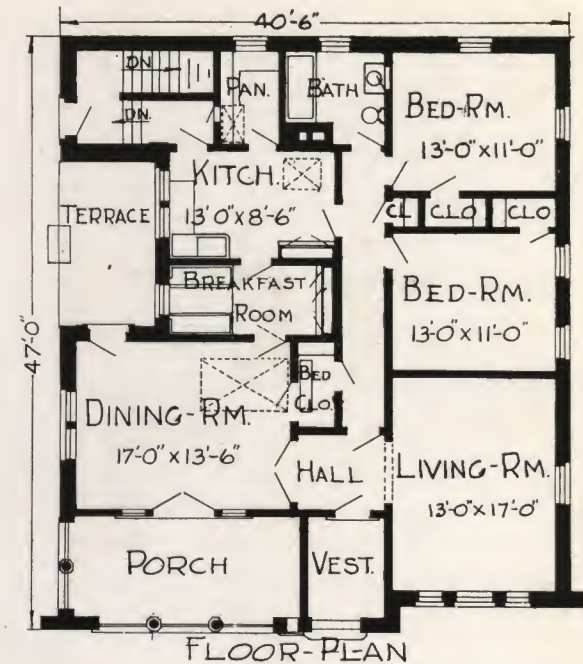 40'-6"
DN
DN.
PAN.
BATH
BED-RM.
13'-0"x11'-0"
KITCH.
13'0"x8'-6"
CL
CLO
CLO
TERRACE
BREAKFAST
ROOM
BED-RM.
13-0"x11'-0"
47'-0"
BED
CLO.
DINING-RM.
17'-0"x13'-6"
HALL
LIVING-RM.
13'-0"x17'-0"
PORCH
VEST.
FLOOR-PLAN